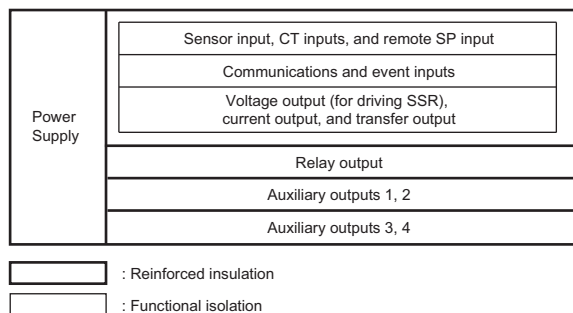 Power
Supply
Sensor input, CT inputs, and remote SP input
Communications and event inputs
Voltage output (for driving SSR),
current output, and transfer output
Relay output
Auxiliary outputs 1, 2
Auxiliary outputs 3, 4
: Reinforced insulation
: Functional isolation